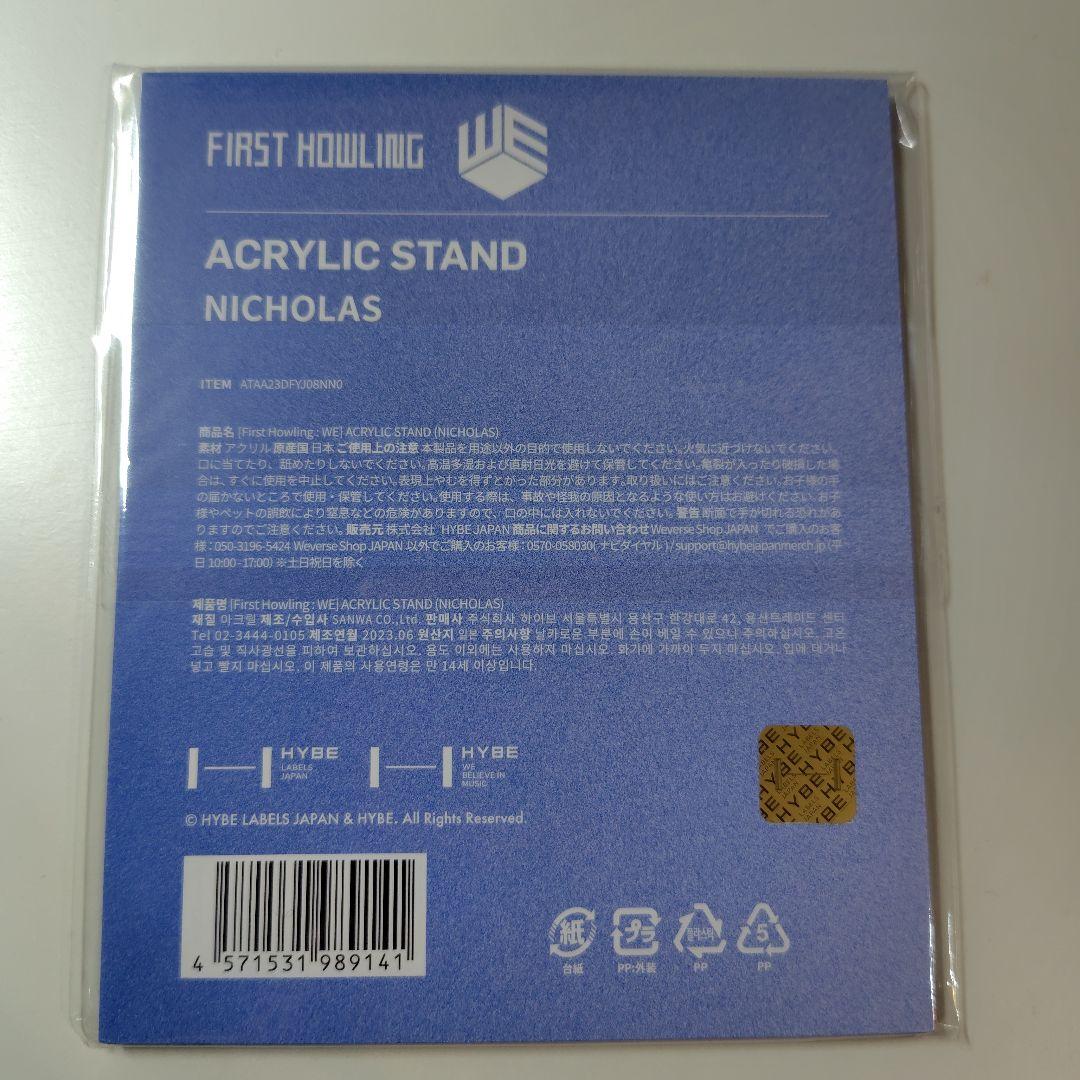 FIRST HOWLING WE
ACRYLIC STAND
NICHOLAS
ITEM ATAA23DFYJ08NN0
商品名 [First Howling : WE] ACRYLIC STAND (NICHOLAS)
素材 アクリル 原産国 日本 ご使用上の注意 本製品を用途以外の目的で使用しないでください。火気に近づけないでください。
口に当てたり、舐めたりしないでください。高温多湿および直射日光を避けて保管してください。亀裂が入ったり破損した場
合は、すぐに使用を中止してください。表現上やむを得ずとがった部分があります。取り扱いにはご注意ください。お子様の手
の届かないところで使用・保管してください。使用する際は、事故や怪我の原因となるような使い方はお避けください。お子
様やペットの誤飲により窒息などの危険がありますので、口の中には入れないでください。警告 断面で手が切れる恐れがあ
りますのでご注意ください。販売元 株式会社 HYBE JAPAN 商品に関するお問い合わせ Weverse Shop JAPAN でご購入のお客
様 : 050-3196-5424 Weverse Shop JAPAN 以外でご購入のお客様 : 0570-058030( ナビダイヤル ) / support@hybejapanmerch.jp (平
日 10:00 -17:00) ※土日祝日を除く
제품명 [First Howling : WE] ACRYLIC STAND (NICHOLAS)
재질 아크릴 제조/수입사 SANWA CO.,Ltd. 판매사 주식회사 하이브 서울특별시 용산구 한강대로 42, 용산트레이드 센터
Tel 02-3444-0105 제조연월 2023.06 원산지 일본 주의사항 날카로운 부분에 손이 베일 수 있으니 주의하십시오. 고온
고습 및 직사광선을 피하여 보관하십시오. 용도 이외에는 사용하지 마십시오. 화기에 가까이 두지 마십시오. 입에 대거나
넣고 빨지 마십시오. 이 제품의 사용연령은 만 14세 이상입니다.
HYBE LABELS JAPAN
HYBE WE BELIEVE IN MUSIC
© HYBE LABELS JAPAN & HYBE. All Rights Reserved.
HYBE LABELS JAPAN
4 571531 989141
紙 プラ 플라스틱 5
台紙 PP:外装 PP PP